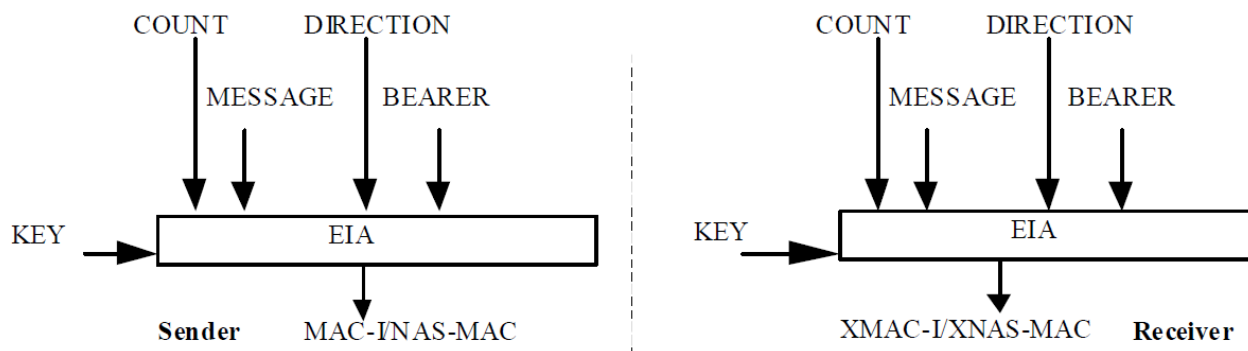 COUNT DIRECTION
MESSAGE BEARER
KEY EIA
Sender MAC-I/NAS-MAC
COUNT DIRECTION
MESSAGE BEARER
KEY EIA
XMAC-I/XNAS-MAC Receiver